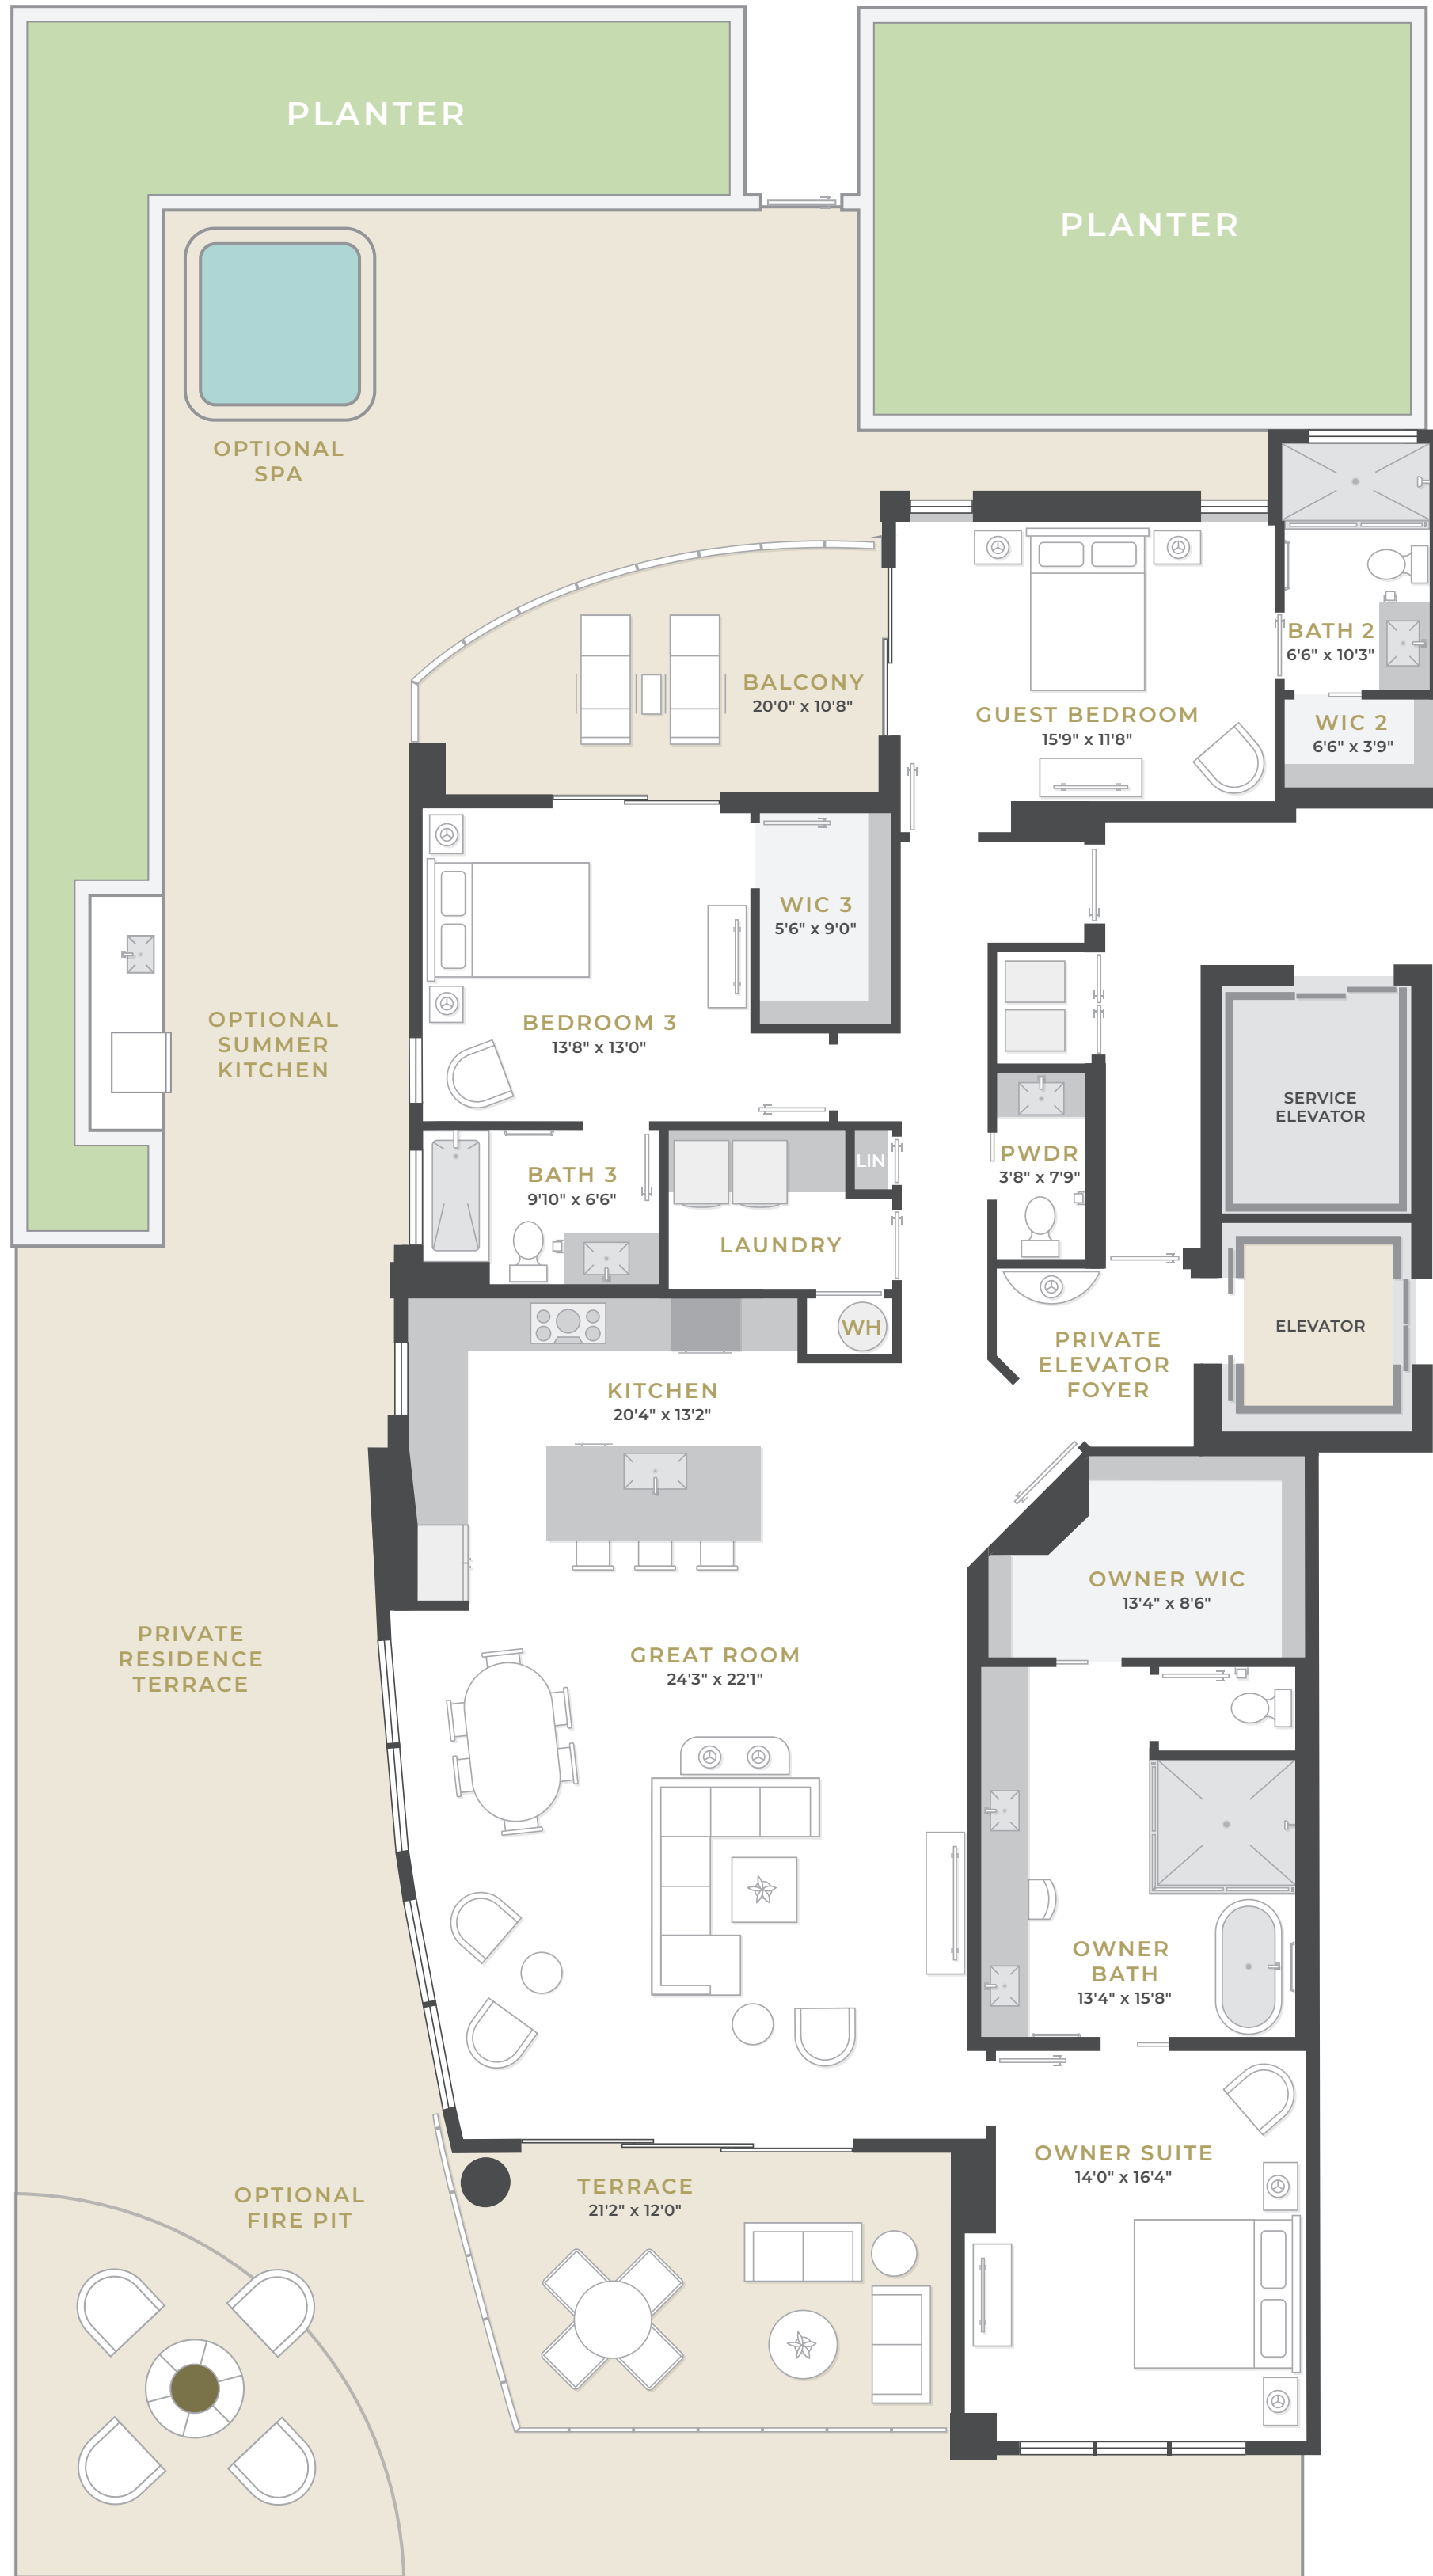 PLANTER
PLANTER
OPTIONAL
SPA
BATH 2
6'6" x 10'3"
BALCONY
20'0" x 10'8"
GUEST BEDROOM
15'9" x 11'8"
WIC 2
6'6" x 3'9"
WIC 3
5'6" x 9'0"
OPTIONAL
SUMMER
KITCHEN
BEDROOM 3
13'8" x 13'0"
SERVICE
ELEVATOR
BATH 3
9'10" x 6'6"
LIN
PWDR
3'8" x 7'9"
LAUNDRY
WH
ELEVATOR
PRIVATE
ELEVATOR
FOYER
KITCHEN
20'4" x 13'2"
OWNER WIC
13'4" x 8'6"
PRIVATE
RESIDENCE
TERRACE
GREAT ROOM
24'3" x 22'1"
OWNER
BATH
13'4" x 15'8"
OWNER SUITE
14'0" x 16'4"
TERRACE
21'2" x 12'0"
OPTIONAL
FIRE PIT